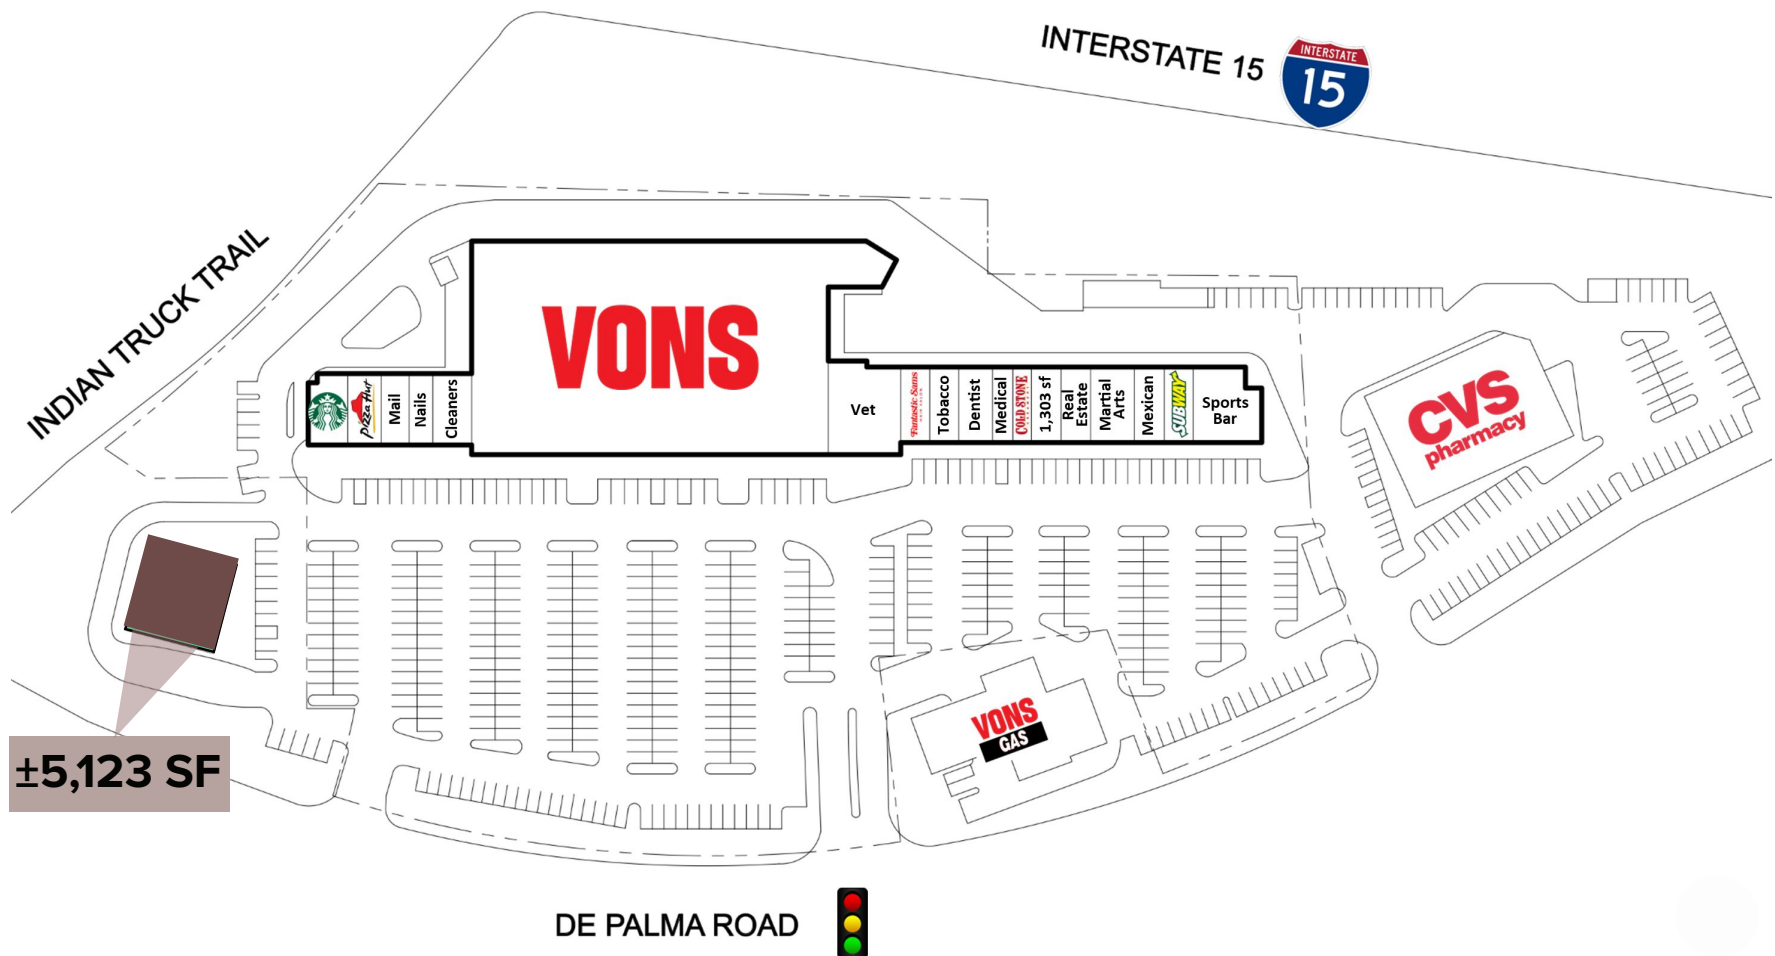 INTERSTATE 15
INTERSTATE
15
INDIAN TRUCK TRAIL
VONS
Pizza Hut
Mail
Nails
Cleaners
Vet
Fantastic Sams
Tobacco
Dentist
Medical
COLD STONE
1,303 sf
Real
Estate
Martial
Arts
Mexican
SUBWAY
Sports
Bar
CVS
pharmacy
VONS
GAS
±5,123 SF
DE PALMA ROAD